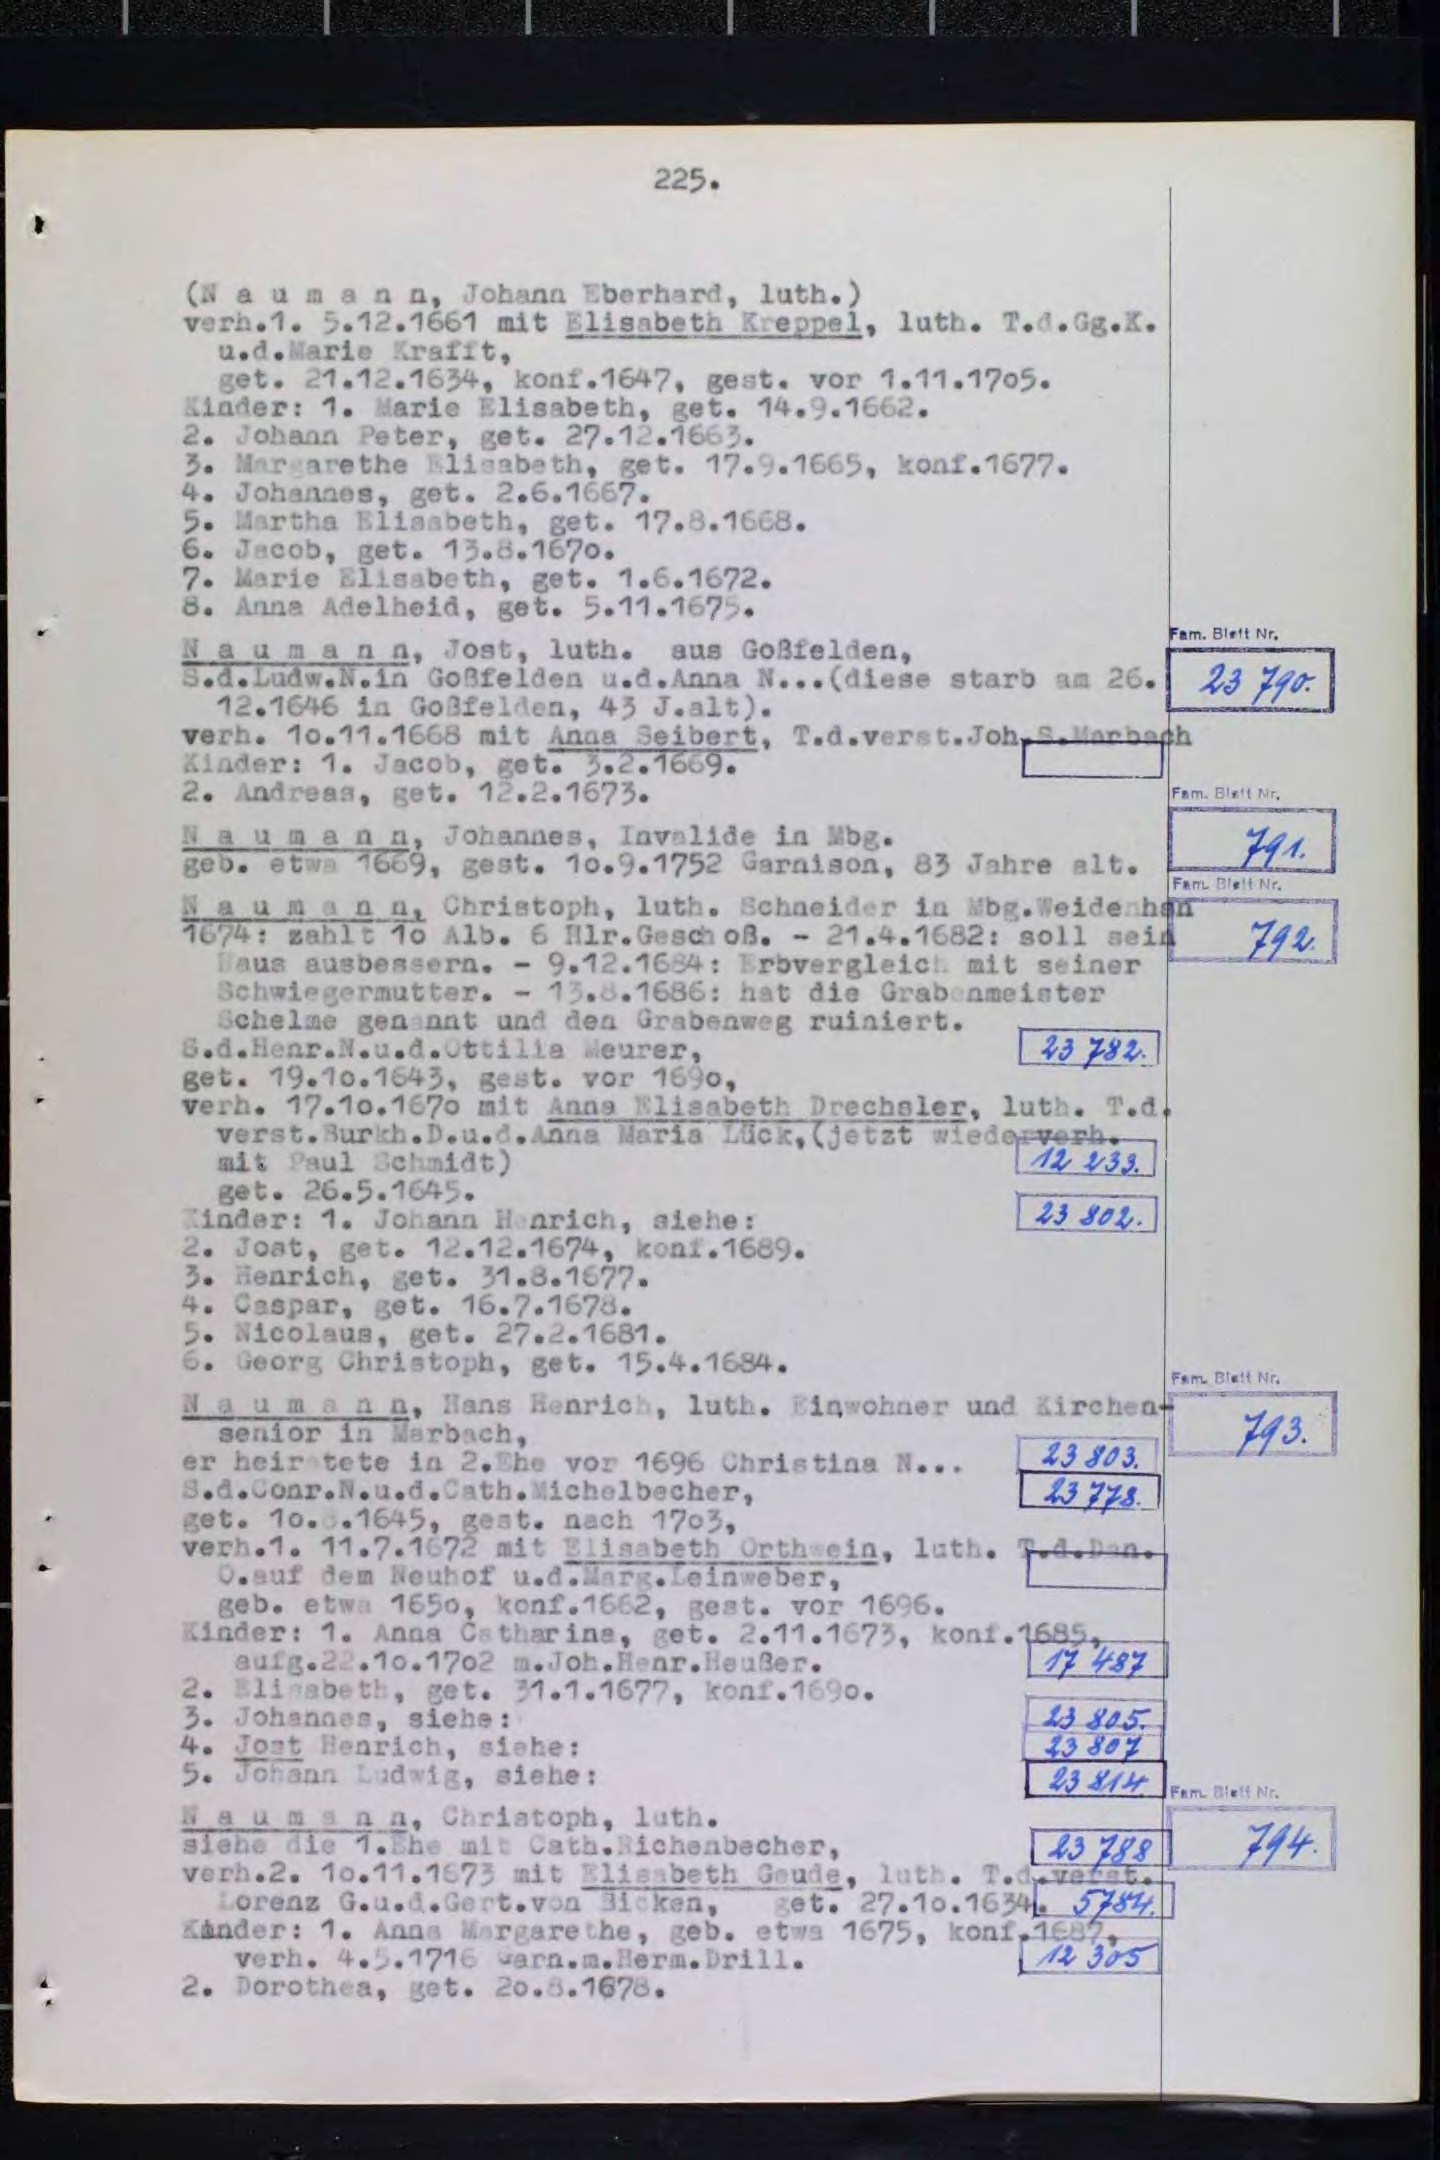 225.
(N a u m a n n, Johann Eberhard, luth.)
verh.1. 5.12.1661 mit Elisabeth Kreppel, luth. T.d.Gg.K.
u.d.Marie Krafft,
get. 21.12.1634, konf.1647, gest. vor 1.11.1705.
Kinder: 1. Marie Elisabeth, get. 14.9.1662.
2. Johann Peter, get. 27.12.1663.
3. Margarethe Elisabeth, get. 17.9.1665, konf.1677.
4. Johannes, get. 2.6.1667.
5. Martha Elisabeth, get. 17.8.1668.
6. Jacob, get. 13.8.1670.
7. Marie Elisabeth, get. 1.6.1672.
8. Anna Adelheid, get. 5.11.1675.
Fam. Blatt Nr.
N a u m a n n, Jost, luth. aus Goßfelden,
S.d.Ludw.N.in Goßfelden u.d.Anna N...(diese starb am 26. 23 790.
12.1646 in Goßfelden, 43 J.alt).
verh. 10.11.1668 mit Anna Seibert, T.d.verst.Joh.S.Marbach
Kinder: 1. Jacob, get. 3.2.1669.
2. Andreas, get. 12.2.1673.
Fam. Blatt Nr.
N a u m a n n, Johannes, Invalide in Mbg. 791.
geb. etwa 1669, gest. 10.9.1752 Garnison, 83 Jahre alt.
Fam. Blatt Nr.
N a u m a n n, Christoph, luth. Schneider in Mbg.Weidenhsn
1674: zahlt 10 Alb. 6 Hlr.Geschoß. - 21.4.1682: soll sein 792.
Haus ausbessern. - 9.12.1684: Erbvergleich mit seiner
Schwiegermutter. - 13.8.1686: hat die Grabenmeister
Schelme genannt und den Grabenweg ruiniert.
S.d.Henr.N.u.d.Ottilia Meurer, 23 782.
get. 19.10.1643, gest. vor 1690,
verh. 17.10.1670 mit Anna Elisabeth Drechsler, luth. T.d.
verst.Burkh.D.u.d.Anna Maria Lück,(jetzt wiederverh.
mit Paul Schmidt) 12 233.
get. 26.5.1645.
Kinder: 1. Johann Henrich, siehe: 23 802.
2. Jost, get. 12.12.1674, konf.1689.
3. Henrich, get. 31.8.1677.
4. Caspar, get. 16.7.1678.
5. Nicolaus, get. 27.2.1681.
6. Georg Christoph, get. 15.4.1684.
Fam. Blatt Nr.
N a u m a n n, Hans Henrich, luth. Einwohner und Kirchen-
senior in Marbach, 793.
er heiratete in 2.Ehe vor 1696 Christina N... 23 803.
S.d.Conr.N.u.d.Cath.Michelbecher, 23 778.
get. 10. .1645, gest. nach 1703,
verh.1. 11.7.1672 mit Elisabeth Orthwein, luth. T.d.Dan.
O.auf dem Neuhof u.d.Marg.Leinweber,
geb. etwa 1650, konf.1662, gest. vor 1696.
Kinder: 1. Anna Catharina, get. 2.11.1673, konf.1685,
aufg.22.10.1702 m.Joh.Henr.Heußer. 17 487
2. Elisabeth, get. 31.1.1677, konf.1690.
3. Johannes, siehe: 23 805.
4. Jost Henrich, siehe: 23 807
5. Johann Ludwig, siehe: 23 814
Fam. Blatt Nr.
N a u m a n n, Christoph, luth.
siehe die 1.Ehe mit Cath.Richenbecher, 23 788 794.
verh.2. 10.11.1673 mit Elisabeth Geude, luth. T.d.verst.
Lorenz G.u.d.Gert.von Bicken, get. 27.10.1634. 5784.
Kinder: 1. Anna Margarethe, geb. etwa 1675, konf.1687,
verh. 4.5.1716 Garn.m.Herm.Drill. 12 305
2. Dorothea, get. 20.8.1678.